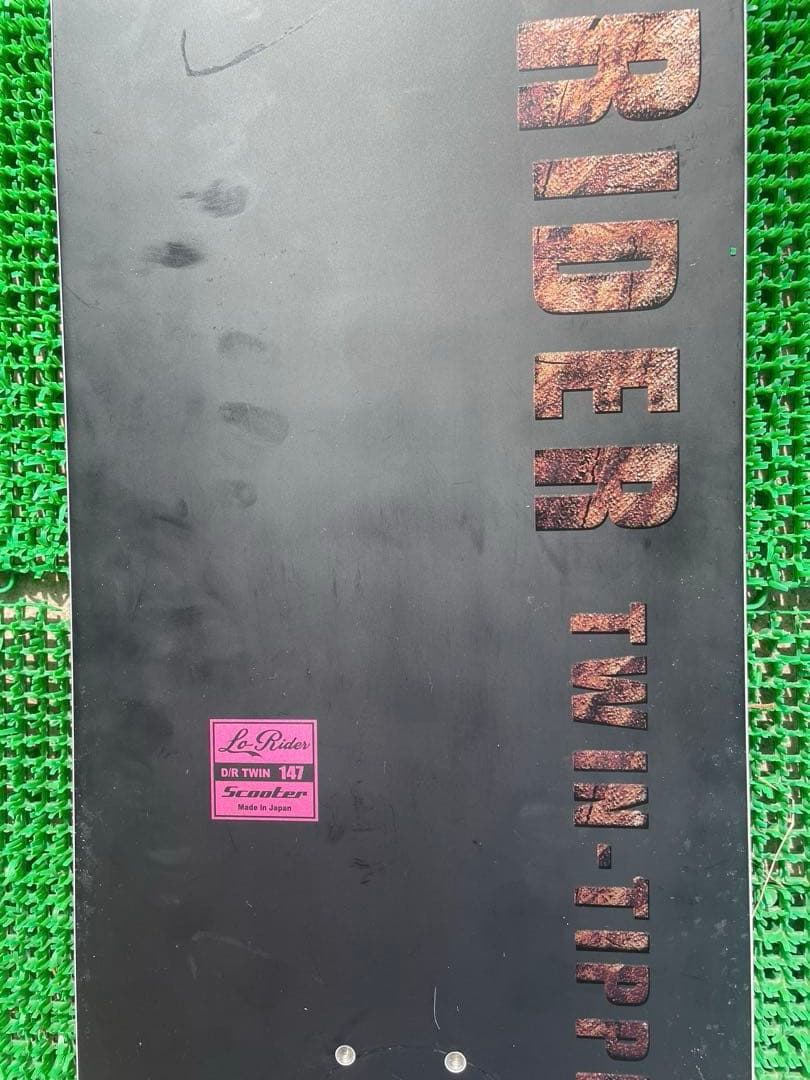 RIDER TWIN-TIPP
Lo-Rider
D/R TWIN 147
Scooter
Made in Japan